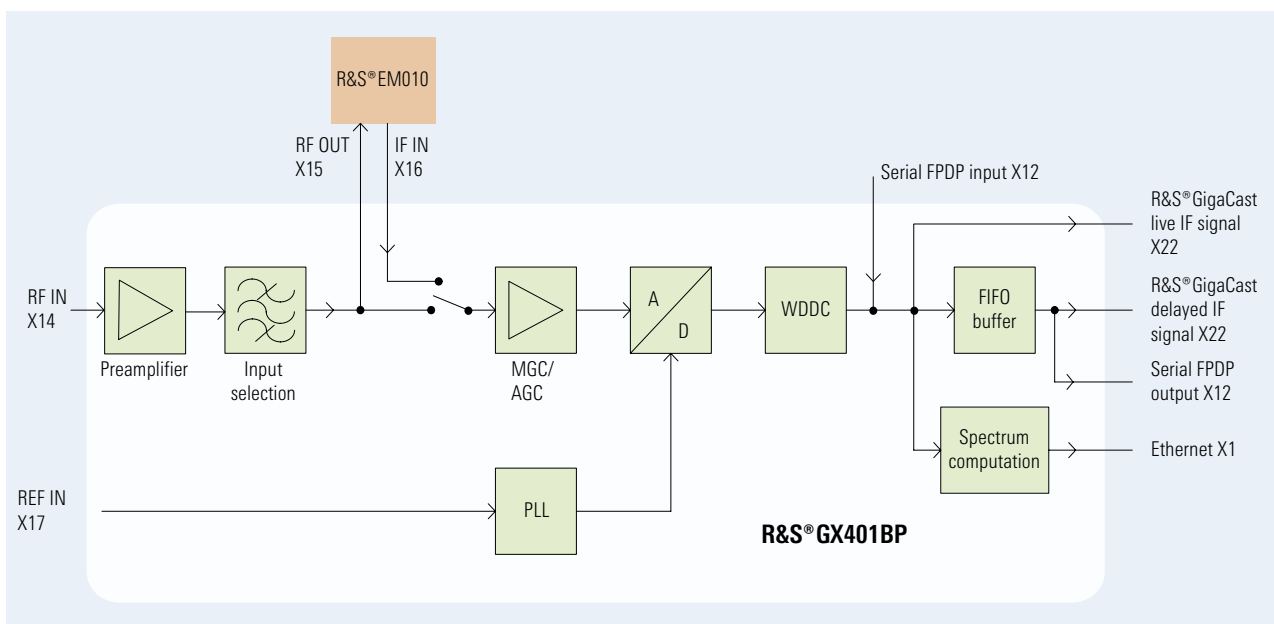 R&S®EM010
RF OUT
X15
IF IN
X16
Serial FPDP input X12
R&S®GigaCast
live IF signal
X22
RF IN
X14
Preamplifier
Input
selection
MGC/
AGC
A
D
WDDC
FIFO
buffer
R&S®GigaCast
delayed IF
signal X22
Serial FPDP
output X12
Spectrum
computation
Ethernet X1
REF IN
X17
PLL
R&S®GX401BP